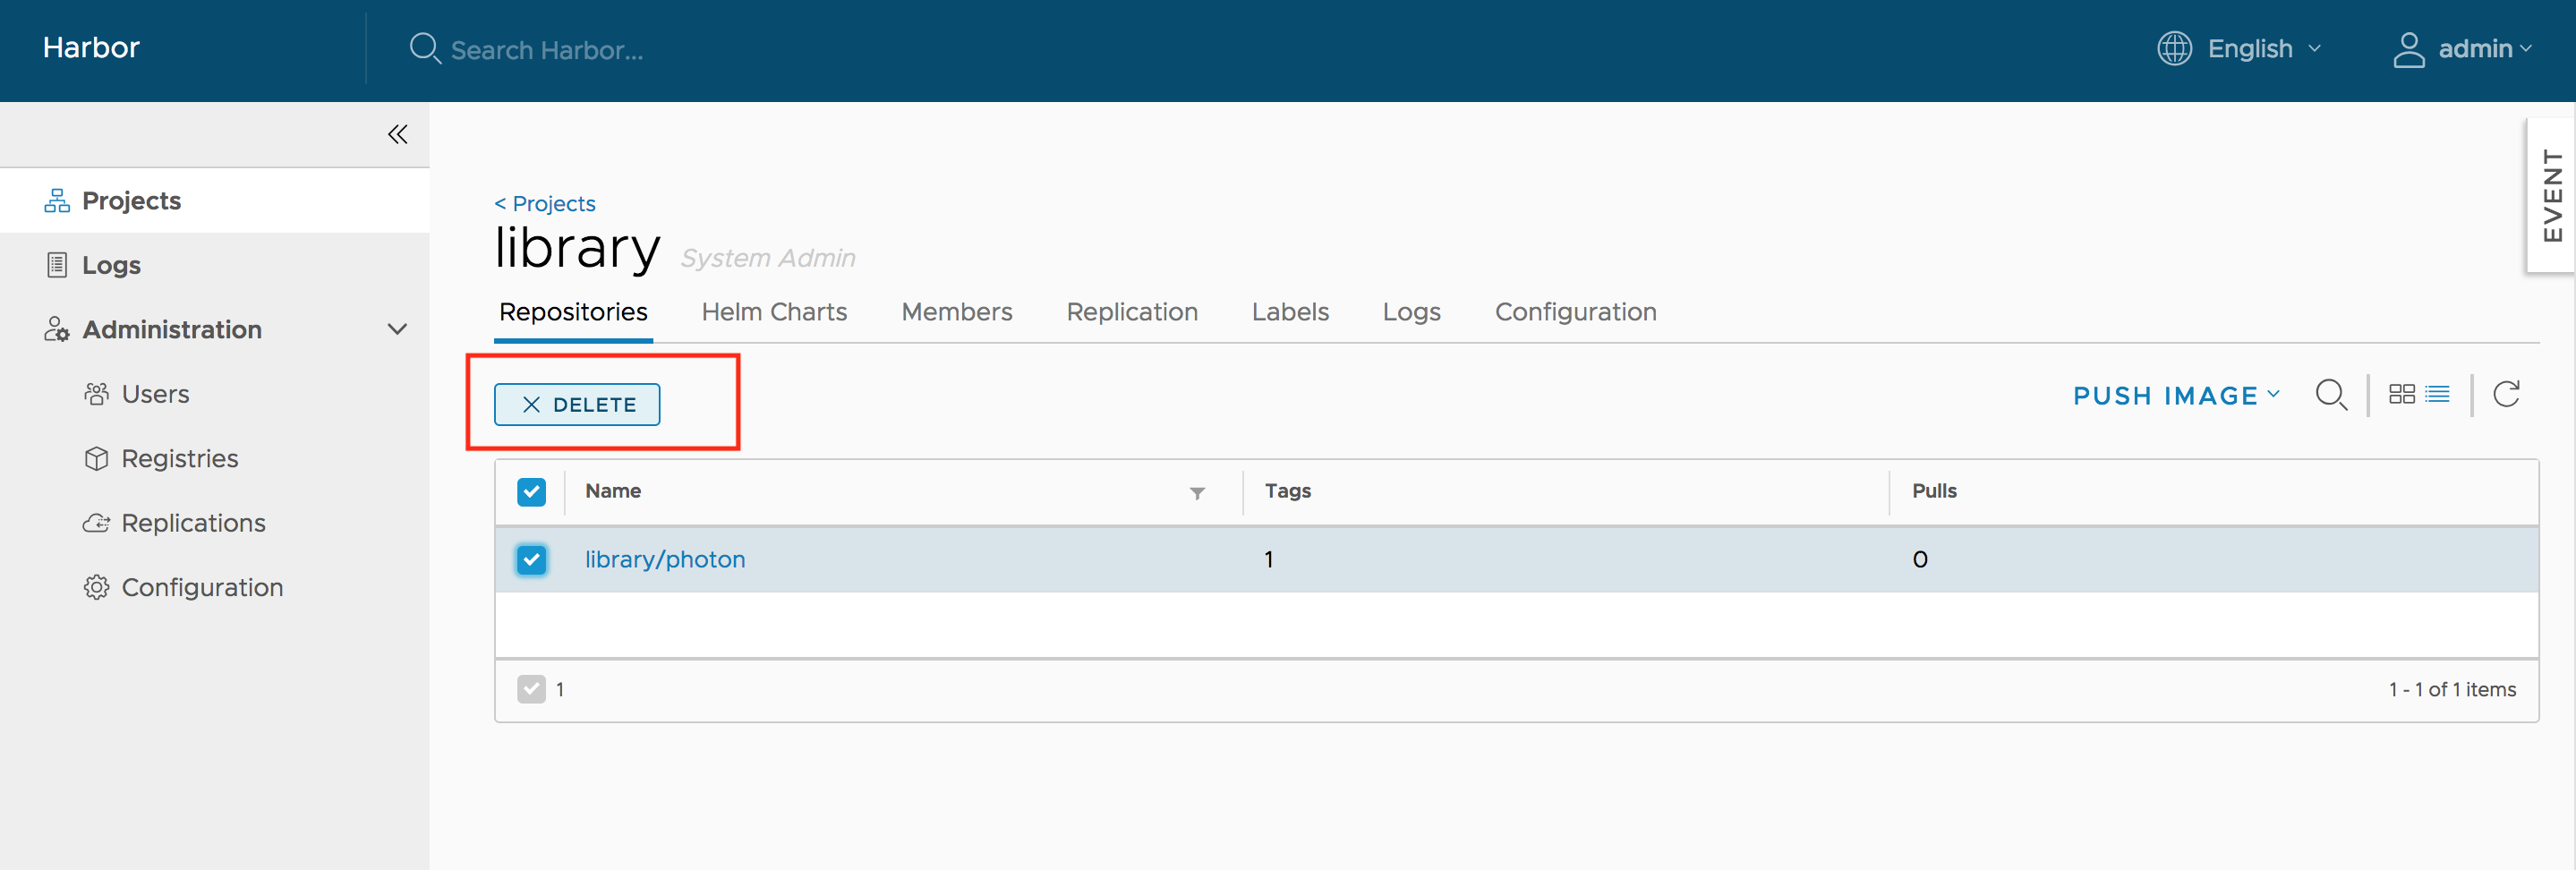 Harbor
Search Harbor...
English
admin
EVENT
Projects
Logs
Administration
Users
Registries
Replications
Configuration
< Projects
library System Admin
Repositories Helm Charts Members Replication Labels Logs Configuration
DELETE
PUSH IMAGE
Name Tags Pulls
library/photon 1 0
1
1 - 1 of 1 items